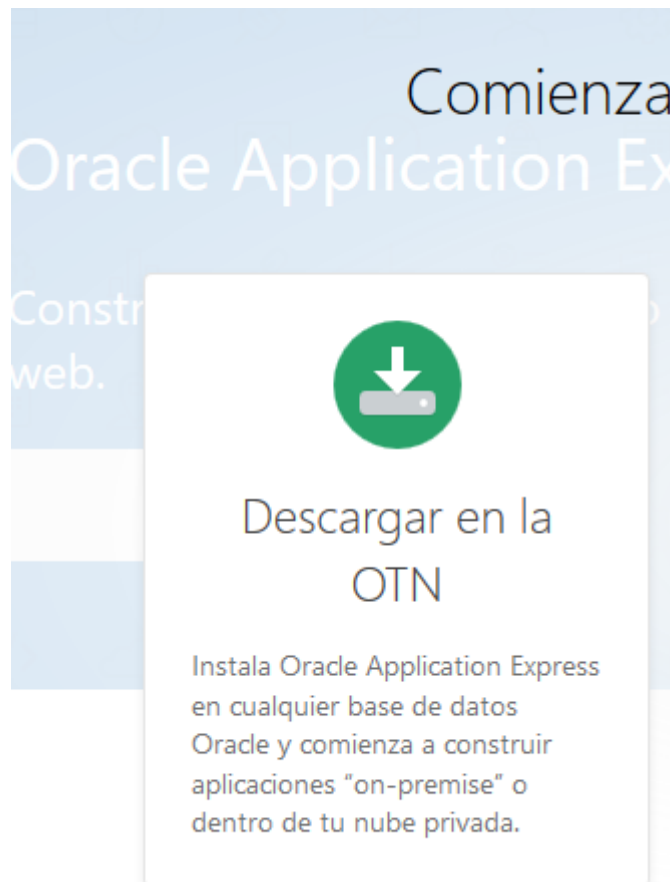 Comienza
Oracle Application Ex
Constr
web.
Descargar en la
OTN
Instala Oracle Application Express
en cualquier base de datos
Oracle y comienza a construir
aplicaciones “on-premise” o
dentro de tu nube privada.